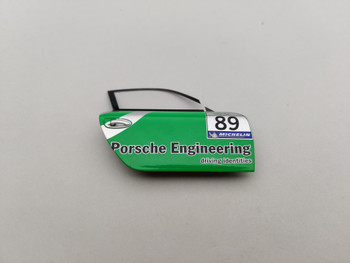 89
MICHELIN
Porsche Engineering
driving identities